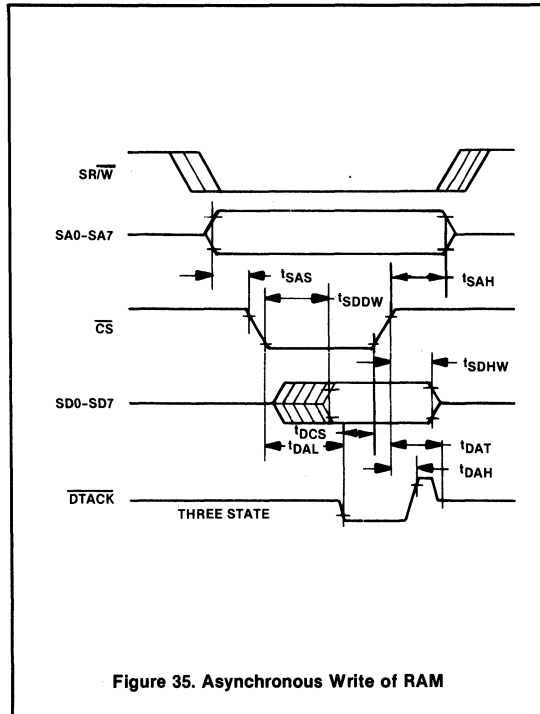 SR/W
SA0-SA7
tSAS
tSAH
tSDDW
CS
tSDHW
SD0-SD7
tDCS
tDAL
tDAT
tDAH
DTACK
THREE STATE
Figure 35. Asynchronous Write of RAM